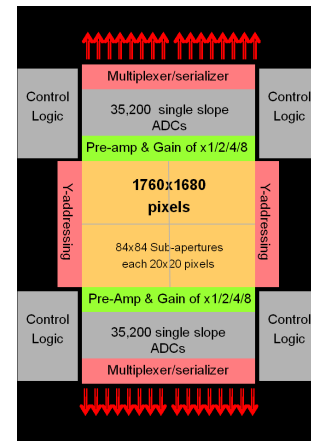 Multiplexer/serializer
Control
Logic
35,200 single slope
ADCs
Control
Logic
Pre-amp & Gain of x1/2/4/8
Y-addressing
1760x1680
pixels
84x84 Sub-apertures
each 20x20 pixels
Y-addressing
Pre-Amp & Gain of x1/2/4/8
Control
Logic
35,200 single slope
ADCs
Control
Logic
Multiplexer/serializer